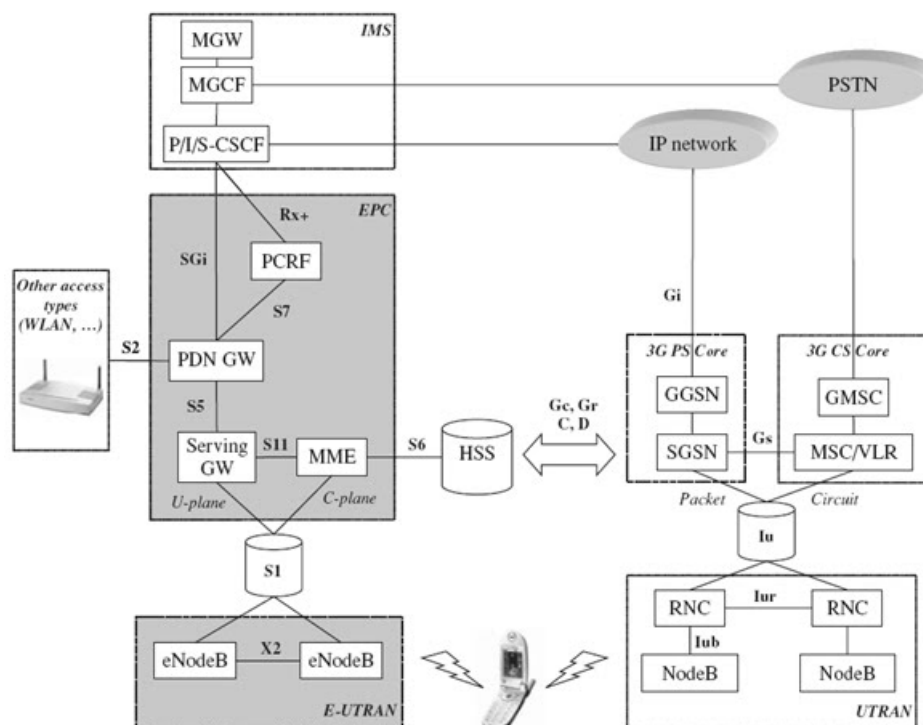 IMS
MGW
MGCF
PSTN
P/I/S-CSCF
IP network
EPC
Rx+
SGi
PCRF
Other access
types
(WLAN, ...)
S7
Gi
S2
PDN GW
3G PS Core
3G CS Core
S5
GGSN
GMSC
Gc, Gr
C, D
Serving
GW
S11
MME
S6
HSS
SGSN
Gs
MSC/VLR
U-plane
C-plane
Packet
Circuit
S1
Iu
RNC
Iur
RNC
eNodeB
X2
eNodeB
Iub
NodeB
NodeB
E-UTRAN
UTRAN